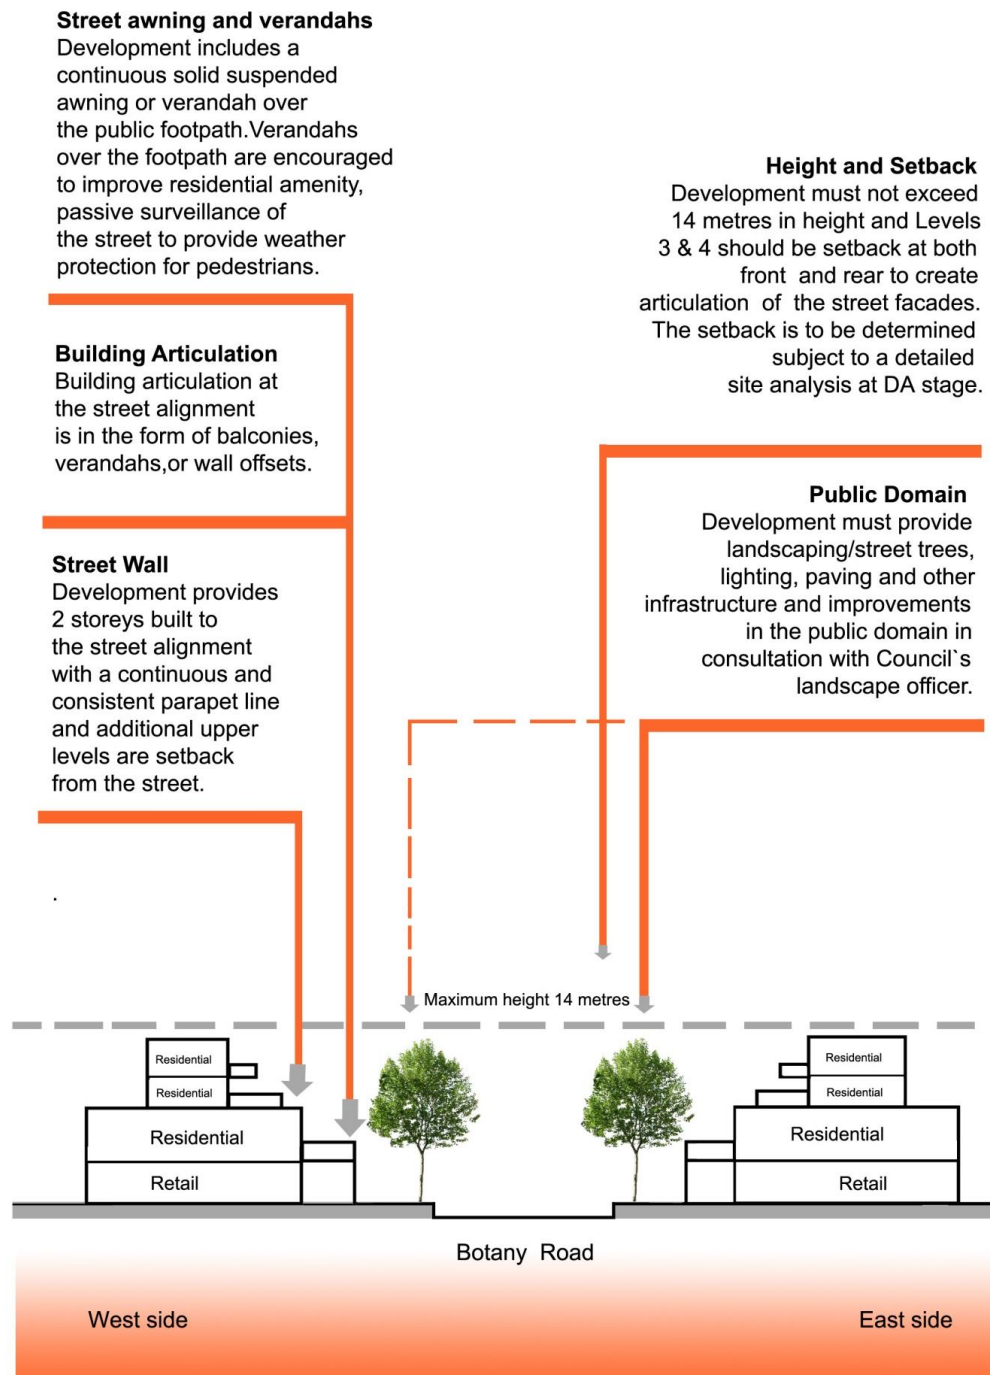 Street awning and verandahs
Development includes a
continuous solid suspended
awning or verandah over
the public footpath.Verandahs
over the footpath are encouraged
to improve residential amenity,
passive surveillance of
the street to provide weather
protection for pedestrians.
Building Articulation
Building articulation at
the street alignment
is in the form of balconies,
verandahs,or wall offsets.
Street Wall
Development provides
2 storeys built to
the street alignment
with a continuous and
consistent parapet line
and additional upper
levels are setback
from the street.
.
Height and Setback
Development must not exceed
14 metres in height and Levels
3 & 4 should be setback at both
front and rear to create
articulation of the street facades.
The setback is to be determined
subject to a detailed
site analysis at DA stage.
Public Domain
Development must provide
landscaping/street trees,
lighting, paving and other
infrastructure and improvements
in the public domain in
consultation with Council`s
landscape officer.
Maximum height 14 metres
Residential
Residential
Residential
Retail
Residential
Residential
Residential
Retail
Botany Road
West side
East side